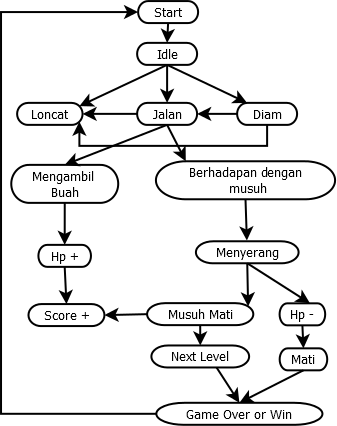 Start
Idle
Loncat
Jalan
Diam
Mengambil
Buah
Berhadapan dengan
musuh
Hp +
Menyerang
Score +
Musuh Mati
Hp -
Next Level
Mati
Game Over or Win